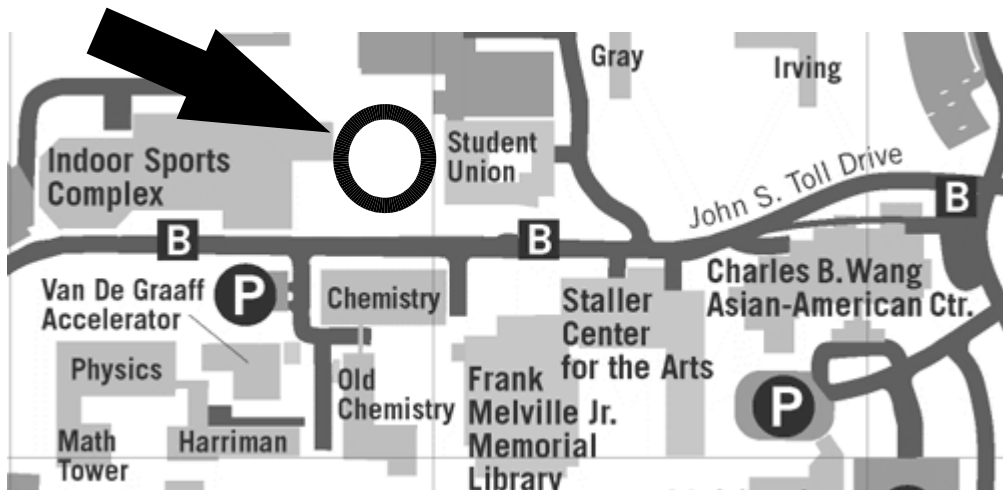 Gray
Irving
Student
Union
Indoor Sports
Complex
John S. Toll Drive
B
B
B
Charles B. Wang
Asian-American Ctr.
Van De Graaff
Accelerator
P
Chemistry
Staller
Center
for the Arts
Physics
Old
Chemistry
Frank
Melville Jr.
Memorial
Library
P
Math
Tower
Harriman